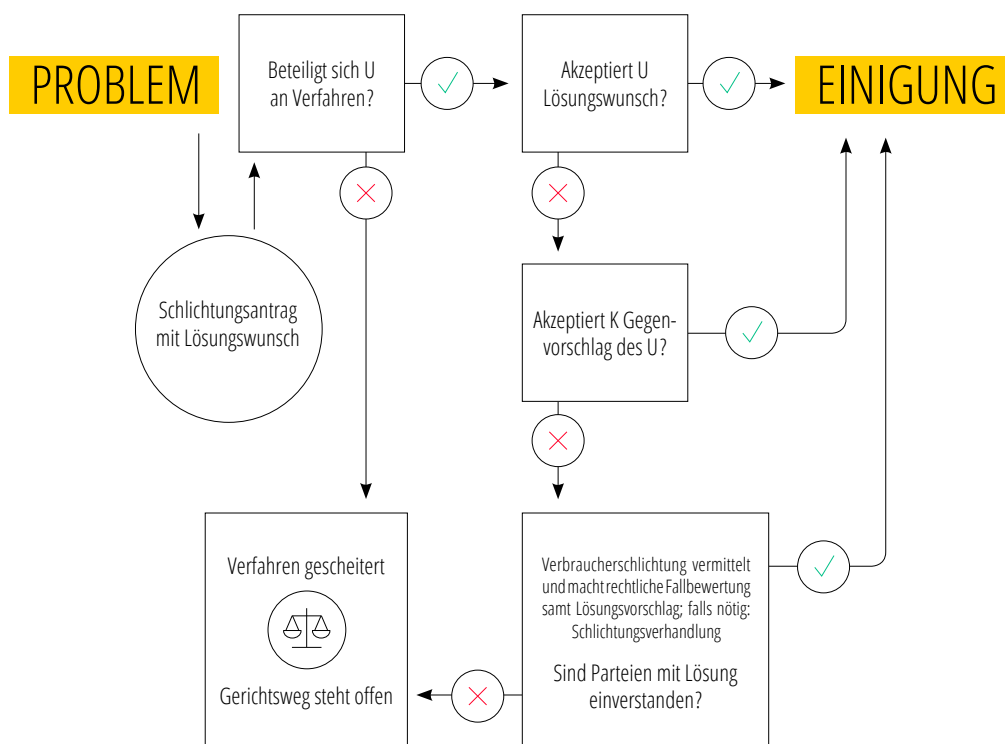 PROBLEM
Beteiligt sich U
an Verfahren?
Akzeptiert U
Lösungswunsch?
EINIGUNG
Schlichtungsantrag
mit Lösungswunsch
Akzeptiert K Gegen-
vorschlag des U?
Verfahren gescheitert
Gerichtsweg steht offen
Verbraucherschlichtung vermittelt
und macht rechtliche Fallbewertung
samt Lösungsvorschlag; falls nötig:
Schlichtungsverhandlung
Sind Parteien mit Lösung
einverstanden?